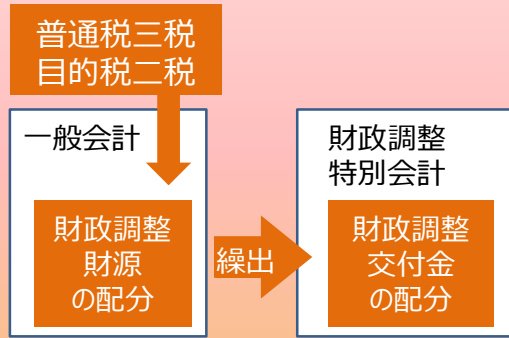 普通税三税
目的税二税
一般会計
財政調整
財源
の配分
繰出
財政調整
特別会計
財政調整
交付金
の配分